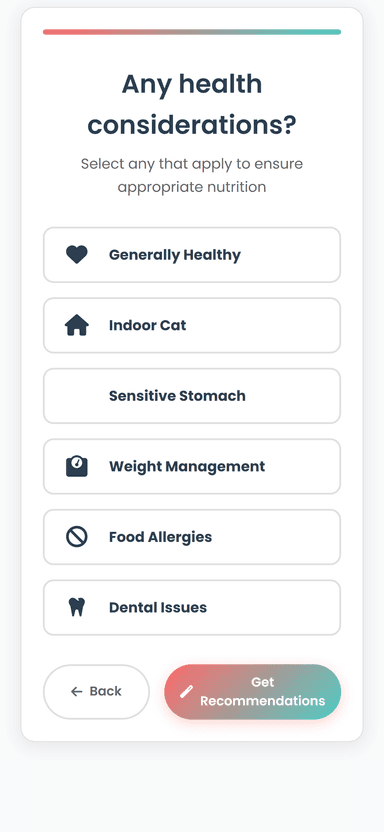 Any health
considerations?
Select any that apply to ensure
appropriate nutrition
Generally Healthy
Indoor Cat
Sensitive Stomach
Weight Management
Food Allergies
Dental Issues
Back
Get
Recommendations